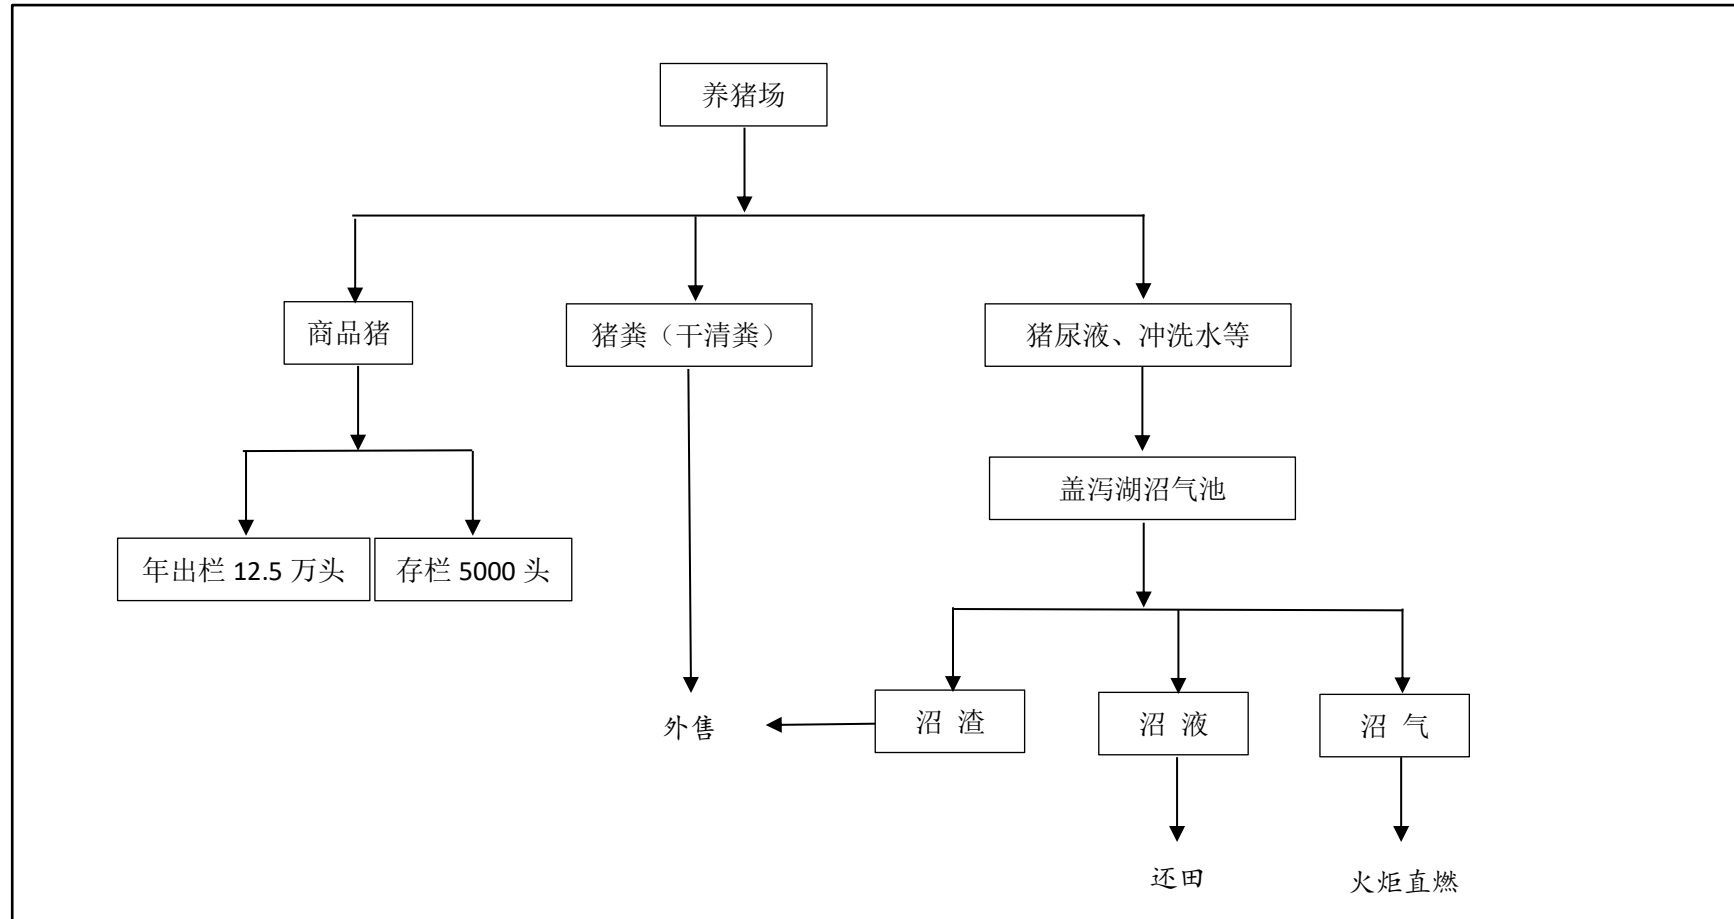 养猪场
商品猪
猪粪（干清粪）
猪尿液、冲洗水等
盖泻湖沼气池
年出栏 12.5 万头
存栏 5000 头
外售
沼 渣
沼 液
沼 气
还田
火炬直燃